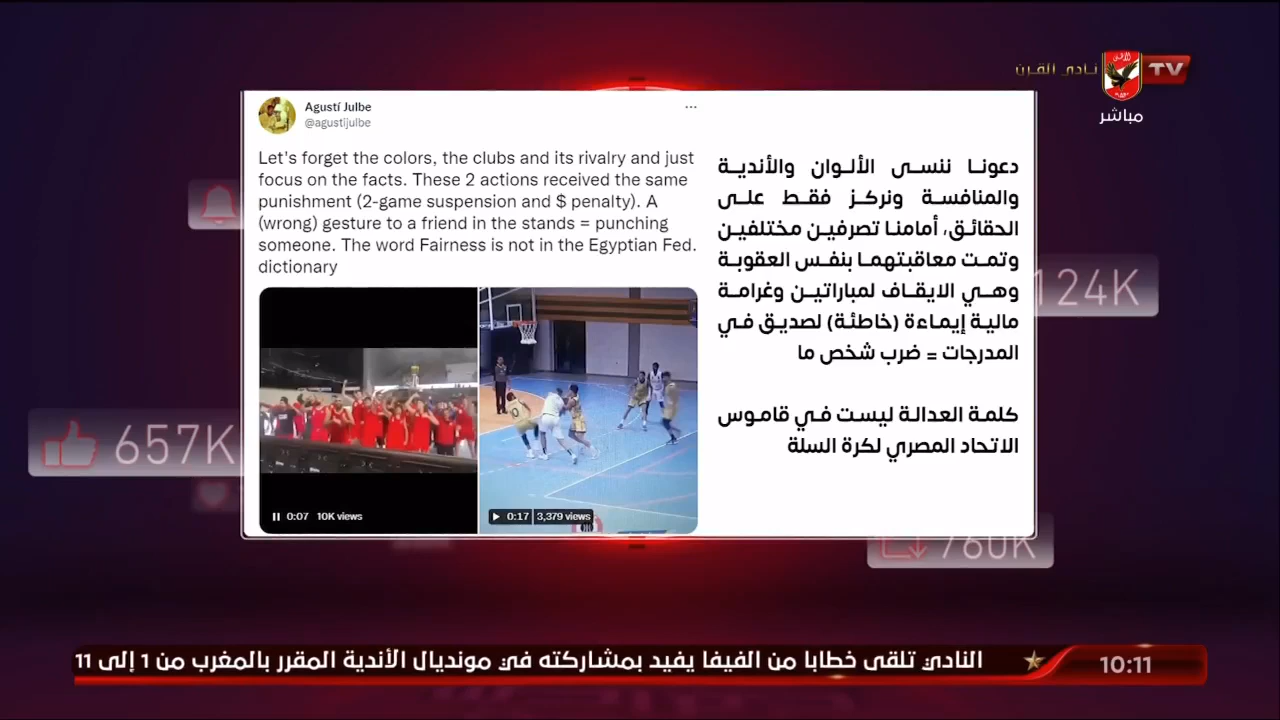 نادي القرن
TV
مباشر
Agustí Julbe
@agustijulbe
...
Let's forget the colors, the clubs and its rivalry and just
focus on the facts. These 2 actions received the same
punishment (2-game suspension and $ penalty). A
(wrong) gesture to a friend in the stands = punching
someone. The word Fairness is not in the Egyptian Fed.
dictionary
0:07 10K views
0:17 3,379 views
دعونا ننسى الألوان والأندية
والمنافسة ونركز فقط على
الحقائق، أمامنا تصرفين مختلفين
وتمت معاقبتهما بنفس العقوبة
وهي الايقاف لمباراتين وغرامة
مالية إيماءة (خاطئة) لصديق في
المدرجات = ضرب شخص ما
كلمة العدالة ليست في قاموس
الاتحاد المصري لكرة السلة
124K
657K
760K
النادي تلقى خطابا من الفيفا يفيد بمشاركته في مونديال الأندية المقرر بالمغرب من 1 إلى 11
10:11